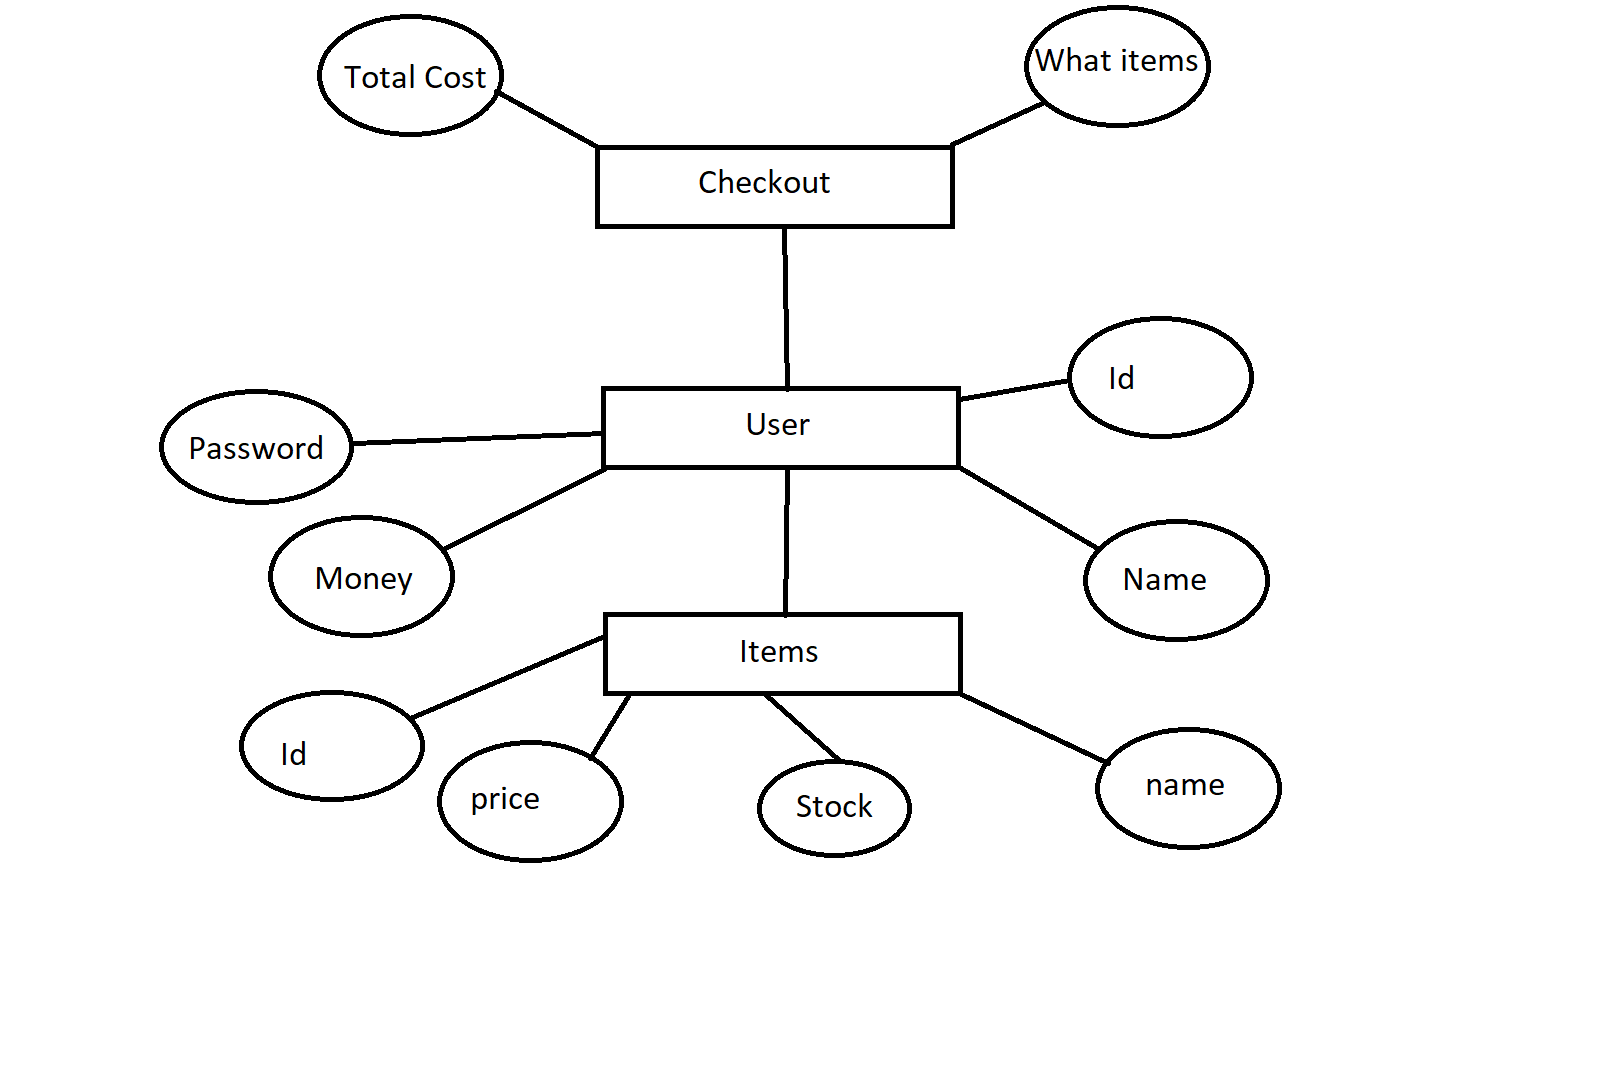 Total Cost
What items
Checkout
Id
User
Password
Money
Name
Items
Id
price
Stock
name